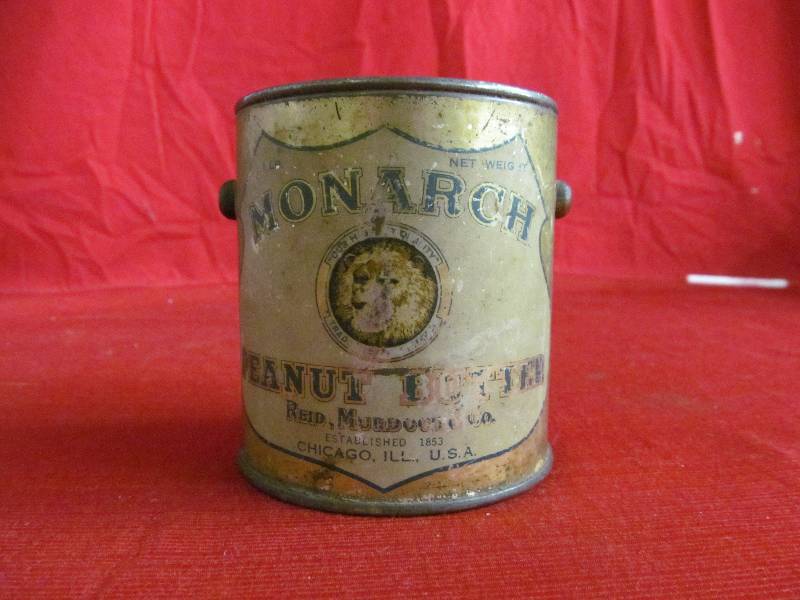 NET WEIGHT
MONARCH
PEANUT BUTTER
REID, MURDOCH & CO.
ESTABLISHED 1853
CHICAGO, ILL., U.S.A.